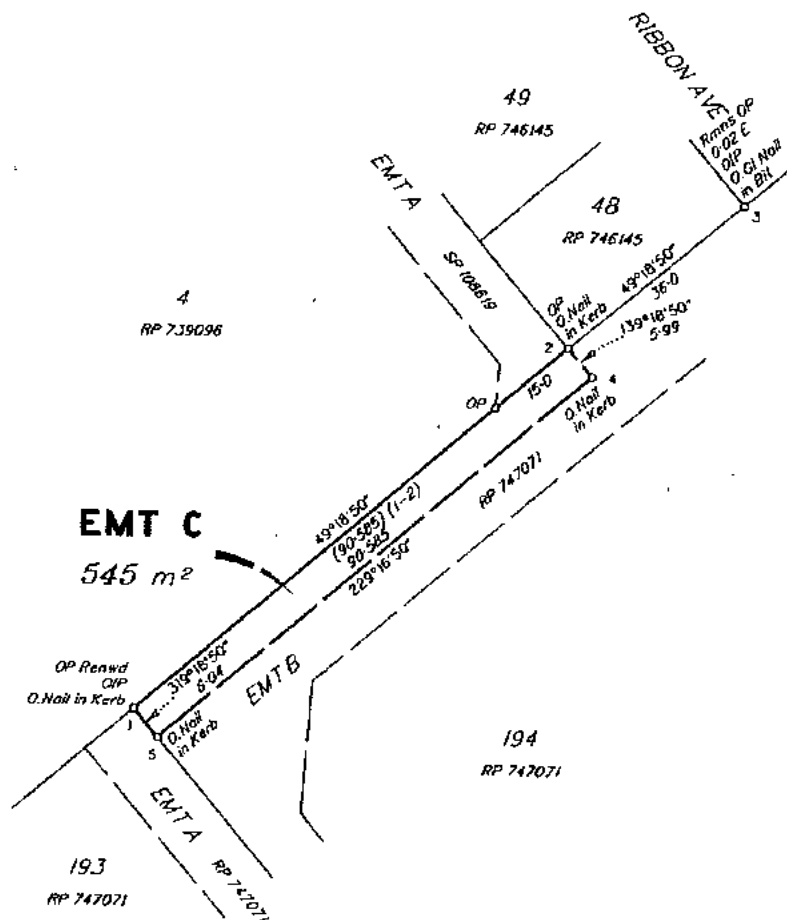 RIBBON AVE
Rmns OP
0·02 E
OIP
O.GI Nail
in Bit
3
49
RP 746145
EMT A
48
RP 746145
SP 108619
4
RP 739096
49°18'50"
36·0
OP
O.Nail
in Kerb
2
139°18'50"
5·99
4
O.Nail
in Kerb
OP
15·0
RP 747071
49°18'50"
(90·585) (1-2)
90·585
229°16'50"
EMT C
545 m²
EMT B
OP Renwd
OIP
O.Nail in Kerb
319°18'50"
6·04
1
5
O.Nail
in Kerb
194
RP 747071
EMT A
RP 747071
193
RP 747071